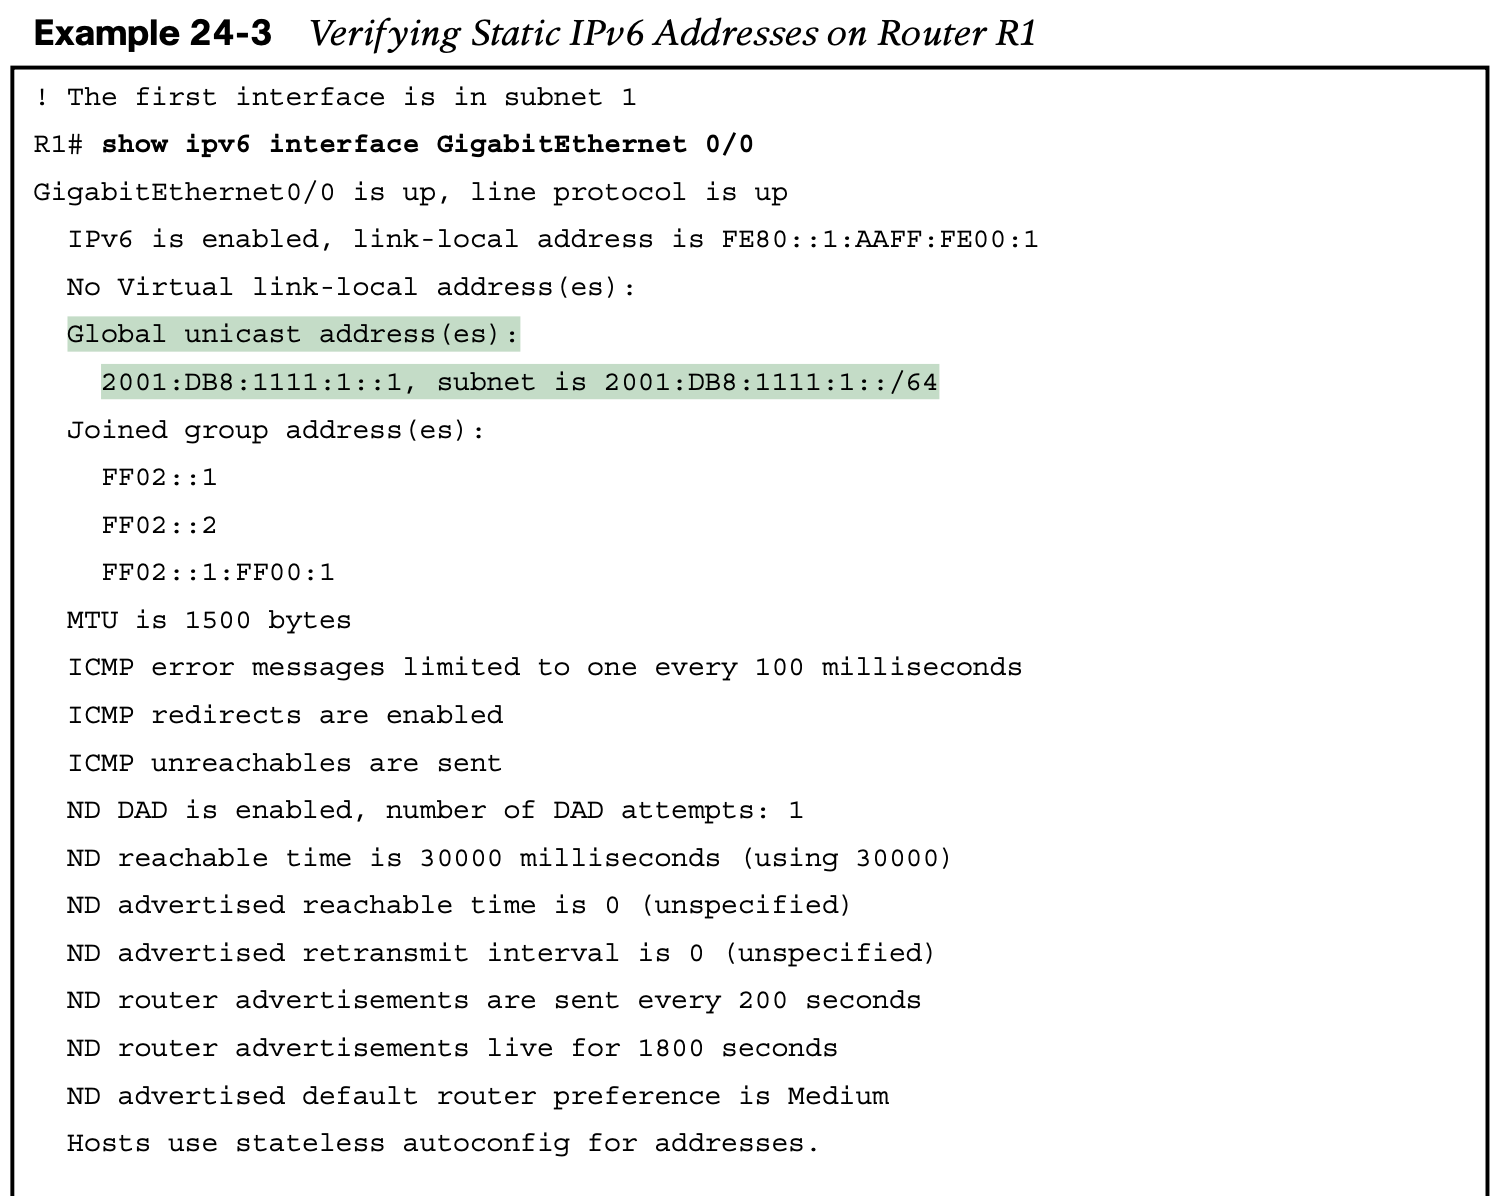 Example 24-3 Verifying Static IPv6 Addresses on Router R1
! The first interface is in subnet 1
R1# show ipv6 interface GigabitEthernet 0/0
GigabitEthernet0/0 is up, line protocol is up
IPv6 is enabled, link-local address is FE80::1:AAFF:FE00:1
No Virtual link-local address(es):
Global unicast address(es):
2001:DB8:1111:1::1, subnet is 2001:DB8:1111:1::/64
Joined group address(es):
FF02::1
FF02::2
FF02::1:FF00:1
MTU is 1500 bytes
ICMP error messages limited to one every 100 milliseconds
ICMP redirects are enabled
ICMP unreachables are sent
ND DAD is enabled, number of DAD attempts: 1
ND reachable time is 30000 milliseconds (using 30000)
ND advertised reachable time is 0 (unspecified)
ND advertised retransmit interval is 0 (unspecified)
ND router advertisements are sent every 200 seconds
ND router advertisements live for 1800 seconds
ND advertised default router preference is Medium
Hosts use stateless autoconfig for addresses.